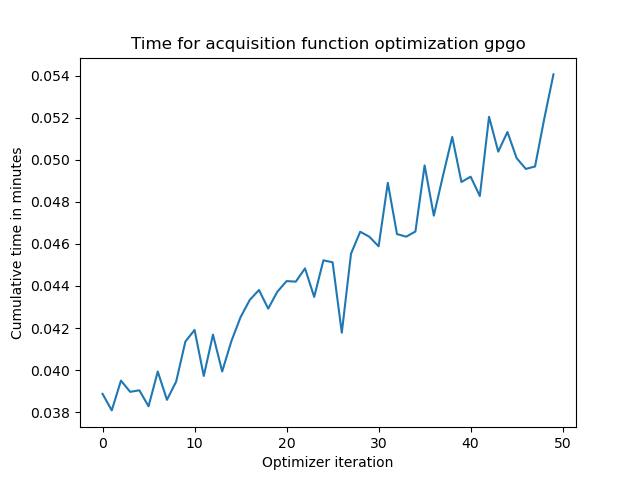 Time for acquisition function optimization gpgo
0.054
0.052
0.050
0.048
0.046
0.044
0.042
0.040
0.038
Cumulative time in minutes
0 10 20 30 40 50
Optimizer iteration